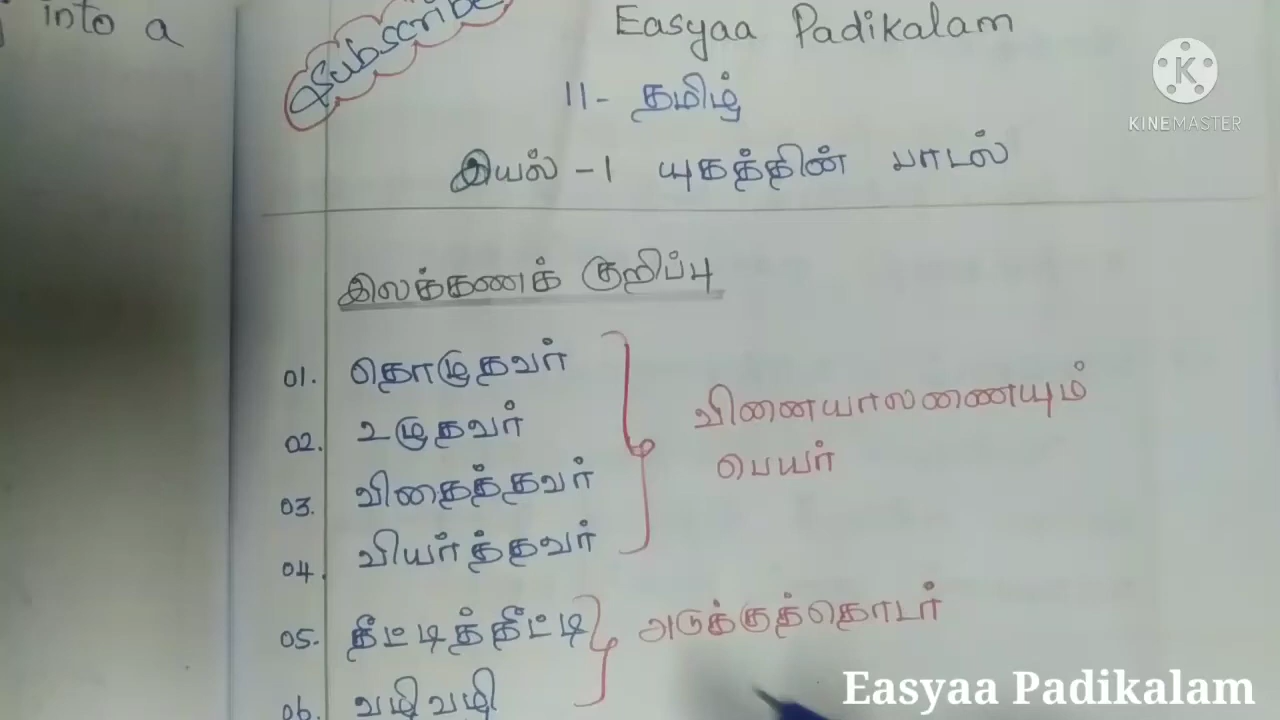 into a
Subscribe
Easyaa Padikalam
11- தமிழ்
இயல் -1 யுகத்தின் பாடல்
KINEMASTER
இலக்கணக் குறிப்பு
01. தொழுதவர்
02. உழுதவர்
03. விதைத்தவர்
04. வியர்த்தவர்
வினையாலணையும்
பெயர்
05. தீட்டித்தீட்டி
06. வழிவழி
அடுக்குத்தொடர்
Easyaa Padikalam